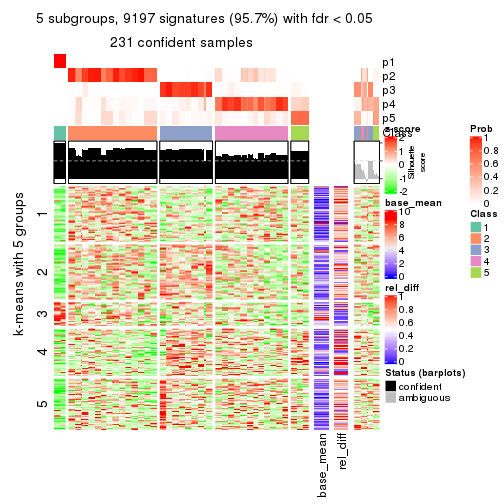 5 subgroups, 9197 signatures (95.7%) with fdr < 0.05
231 confident samples
p1
p2
p3
p4
p5
Class
Silhouette
score
k-means with 5 groups
1
2
3
4
5
base_mean
rel_diff
z-score
2
1
0
-1
-2
base_mean
10
8
6
4
2
0
rel_diff
1
0.8
0.6
0.4
0.2
0
Status (barplots)
confident
ambiguous
Prob
1
0.8
0.6
0.4
0.2
0
Class
1
2
3
4
5